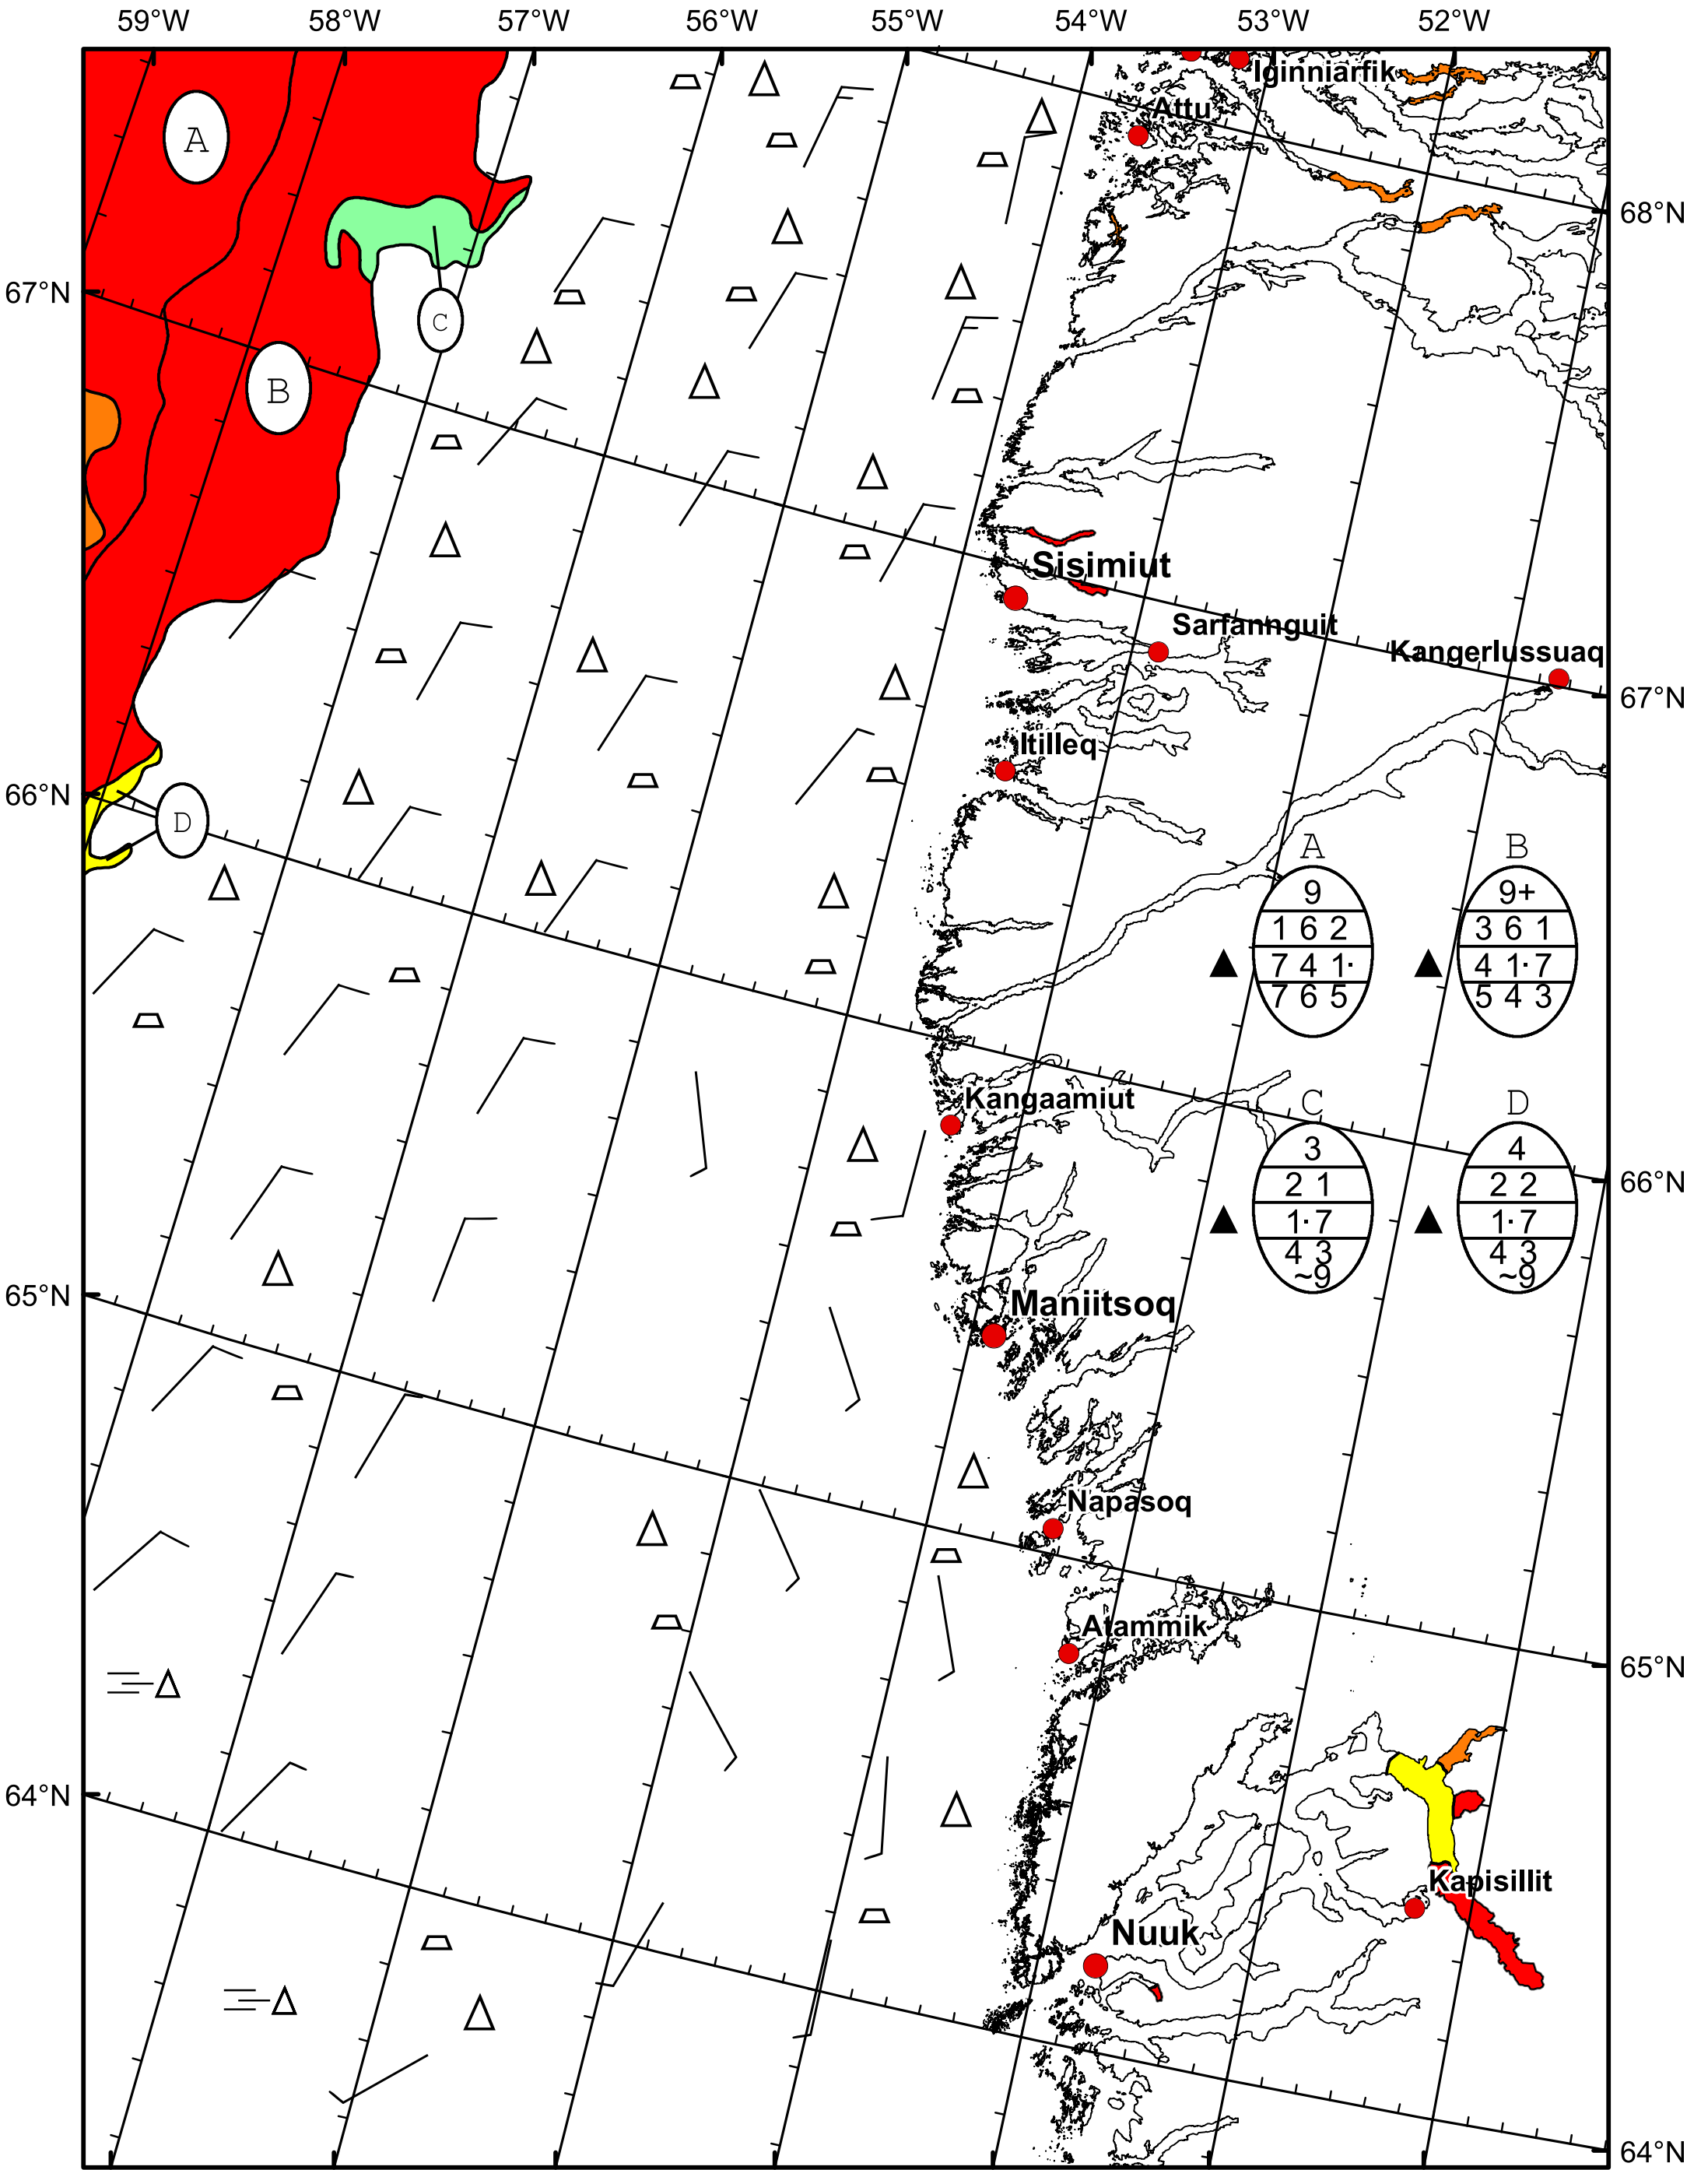 59°W 58°W 57°W 56°W 55°W 54°W 53°W 52°W
Iginniarfik
Attu
A
68°N
67°N
C
B
Sisimiut
Sarfannguit
Kangerlussuaq
67°N
Itilleq
66°N
D
A B
9 9+
1 6 2 3 6 1
7 4 1· 4 1·7
7 6 5 5 4 3
Kangaamiut
C D
3 4
2 1 2 2
66°N
1·7 1·7
4 3 4 3
~9 ~9
65°N
Maniitsoq
Napasoq
Atammik
65°N
64°N
Kapisillit
Nuuk
64°N